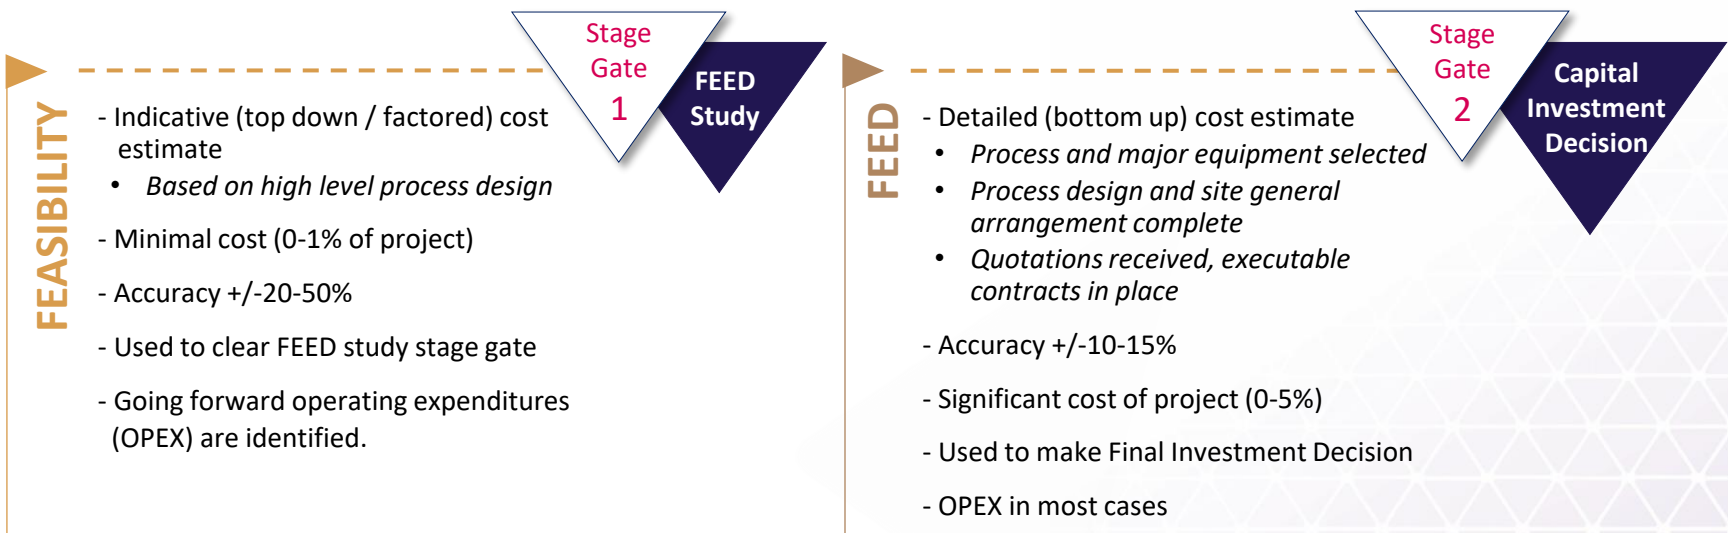 FEASIBILITY
Stage
Gate
1
FEED
Study
- Indicative (top down / factored) cost
estimate
• Based on high level process design
- Minimal cost (0-1% of project)
- Accuracy +/-20-50%
- Used to clear FEED study stage gate
- Going forward operating expenditures
(OPEX) are identified.
FEED
Stage
Gate
2
Capital
Investment
Decision
- Detailed (bottom up) cost estimate
• Process and major equipment selected
• Process design and site general
arrangement complete
• Quotations received, executable
contracts in place
- Accuracy +/-10-15%
- Significant cost of project (0-5%)
- Used to make Final Investment Decision
- OPEX in most cases